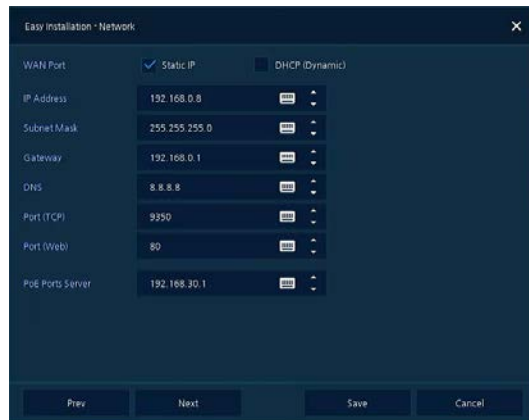 Easy Installation - Network
WAN Port Static IP DHCP (Dynamic)
IP Address 192.168.0.8
Subnet Mask 255.255.255.0
Gateway 192.168.0.1
DNS 8.8.8.8
Port (TCP) 9350
Port (Web) 80
PoE Ports Server 192.168.30.1
Prev Next Save Cancel